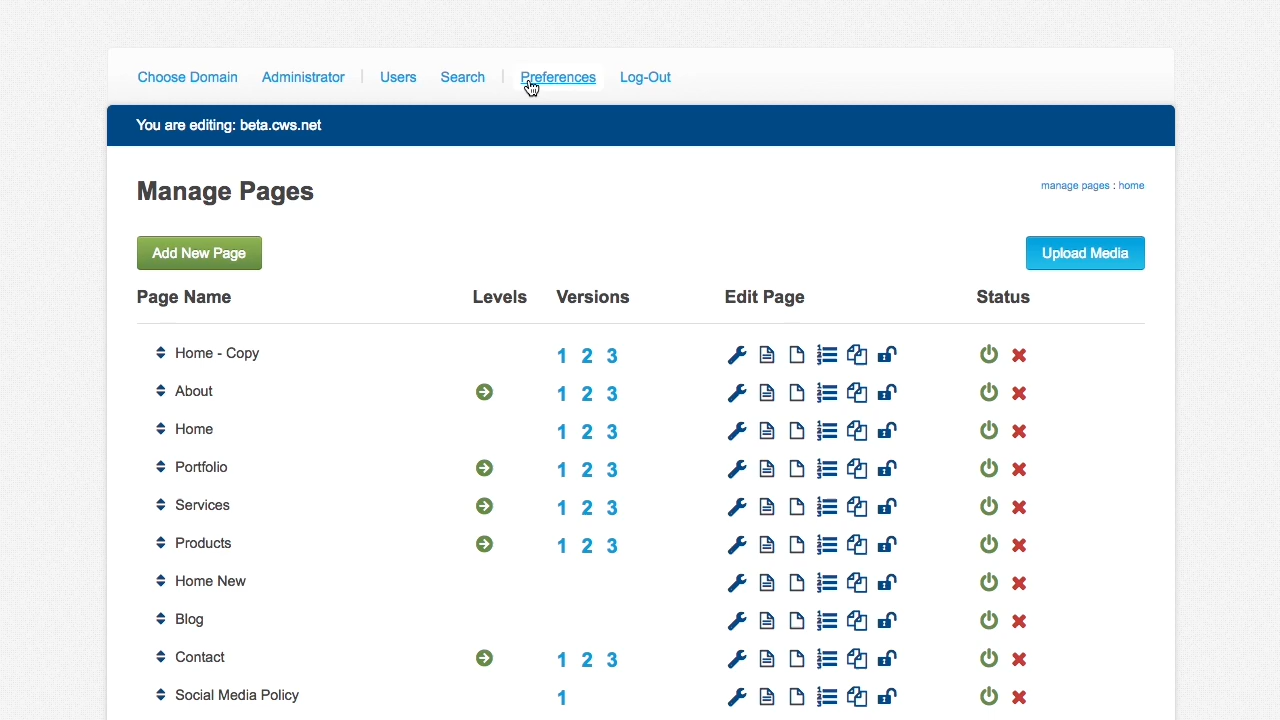 Choose Domain Administrator Users Search Preferences Log-Out
You are editing: beta.cws.net
Manage Pages
manage pages : home
Add New Page
Upload Media
Page Name Levels Versions Edit Page Status
Home - Copy 1 2 3
About 1 2 3
Home 1 2 3
Portfolio 1 2 3
Services 1 2 3
Products 1 2 3
Home New
Blog
Contact 1 2 3
Social Media Policy 1